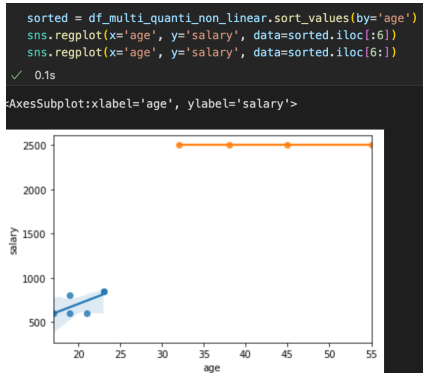 sorted = df_multi_quanti_non_linear.sort_values(by='age')
sns.regplot(x='age', y='salary', data=sorted.iloc[:6])
sns.regplot(x='age', y='salary', data=sorted.iloc[6:])
✓ 0.1s
<AxesSubplot:xlabel='age', ylabel='salary'>
2500
2000
1500
1000
500
salary
20 25 30 35 40 45 50 55
age